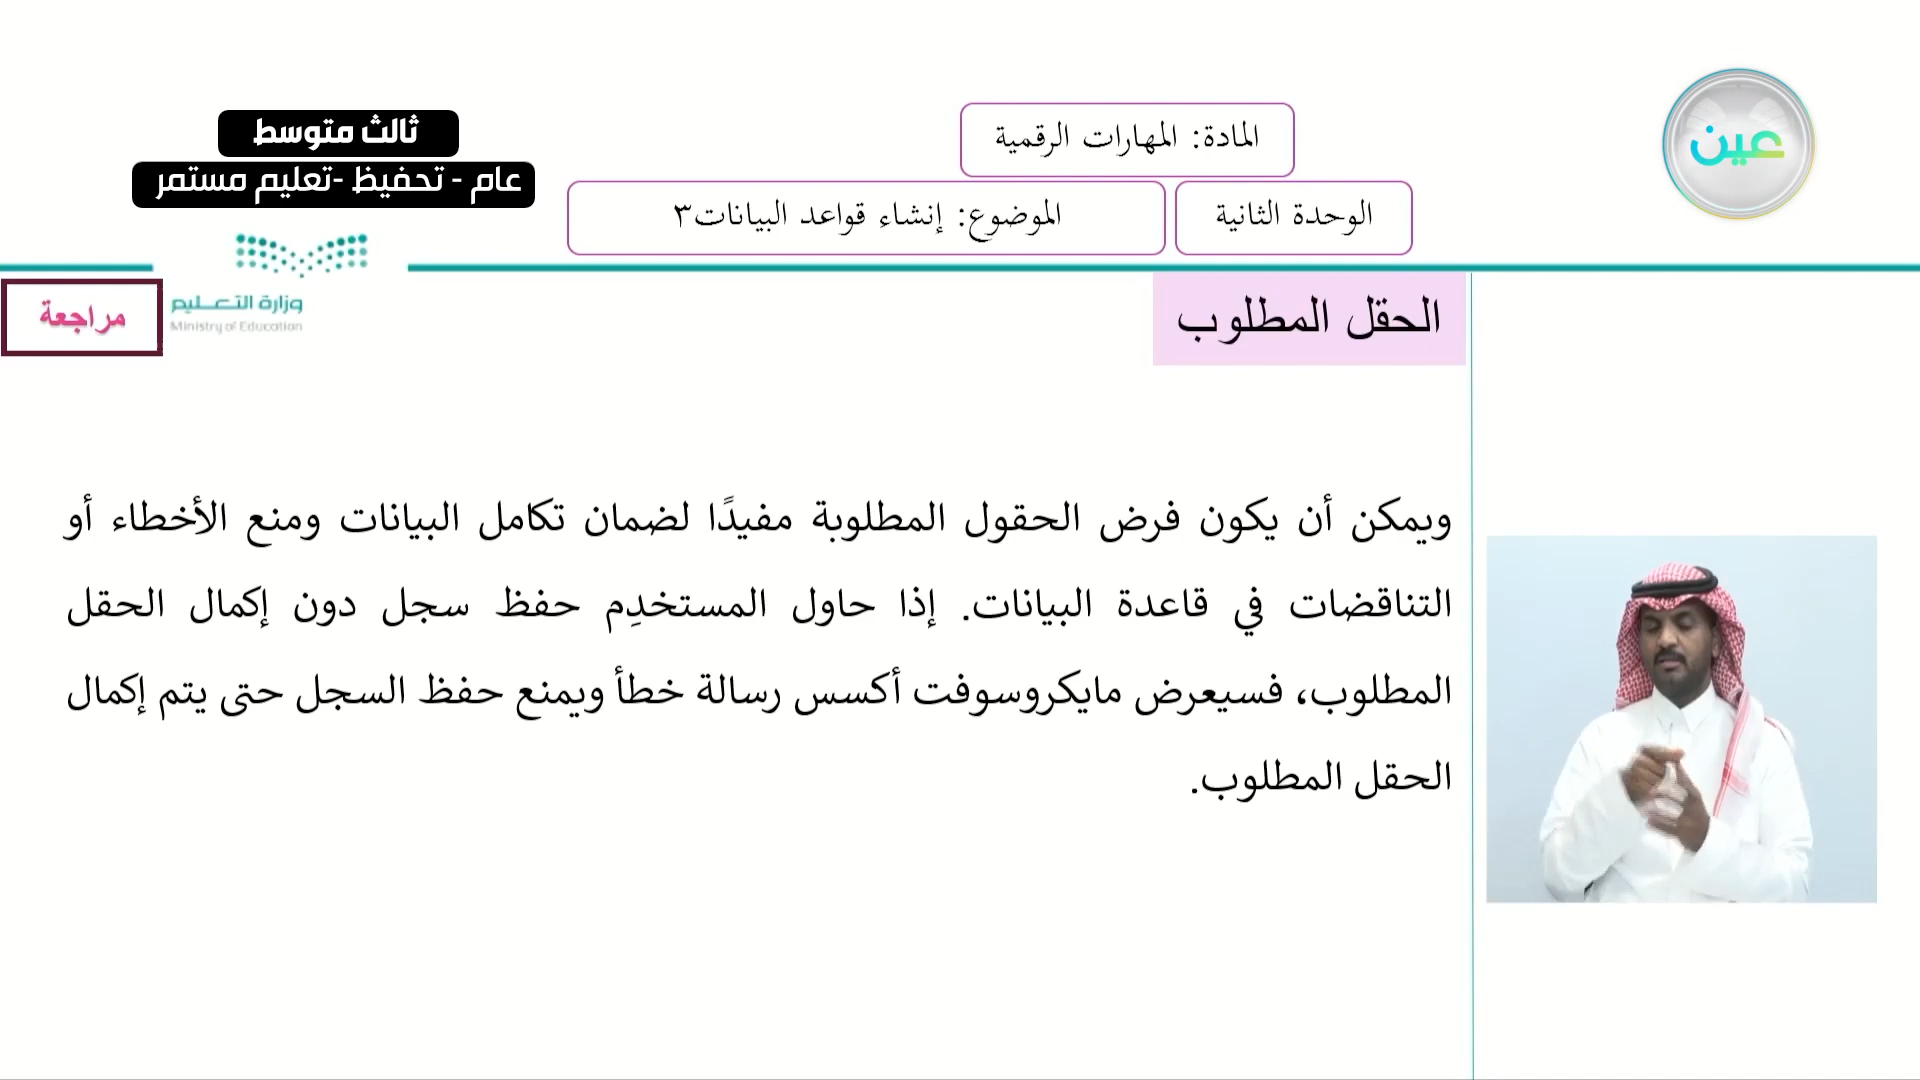 عين
المادة: المهارات الرقمية
الوحدة الثانية
الموضوع: إنشاء قواعد البيانات٣
ثالث متوسط
عام - تحفيظ -تعليم مستمر
وزارة التعليم
Ministry of Education
مراجعة
الحقل المطلوب
ويمكن أن يكون فرض الحقول المطلوبة مفيدًا لضمان تكامل البيانات ومنع الأخطاء أو
التناقضات في قاعدة البيانات. إذا حاول المستخدِم حفظ سجل دون إكمال الحقل
المطلوب، فسيعرض مايكروسوفت أكسس رسالة خطأ ويمنع حفظ السجل حتى يتم إكمال
الحقل المطلوب.